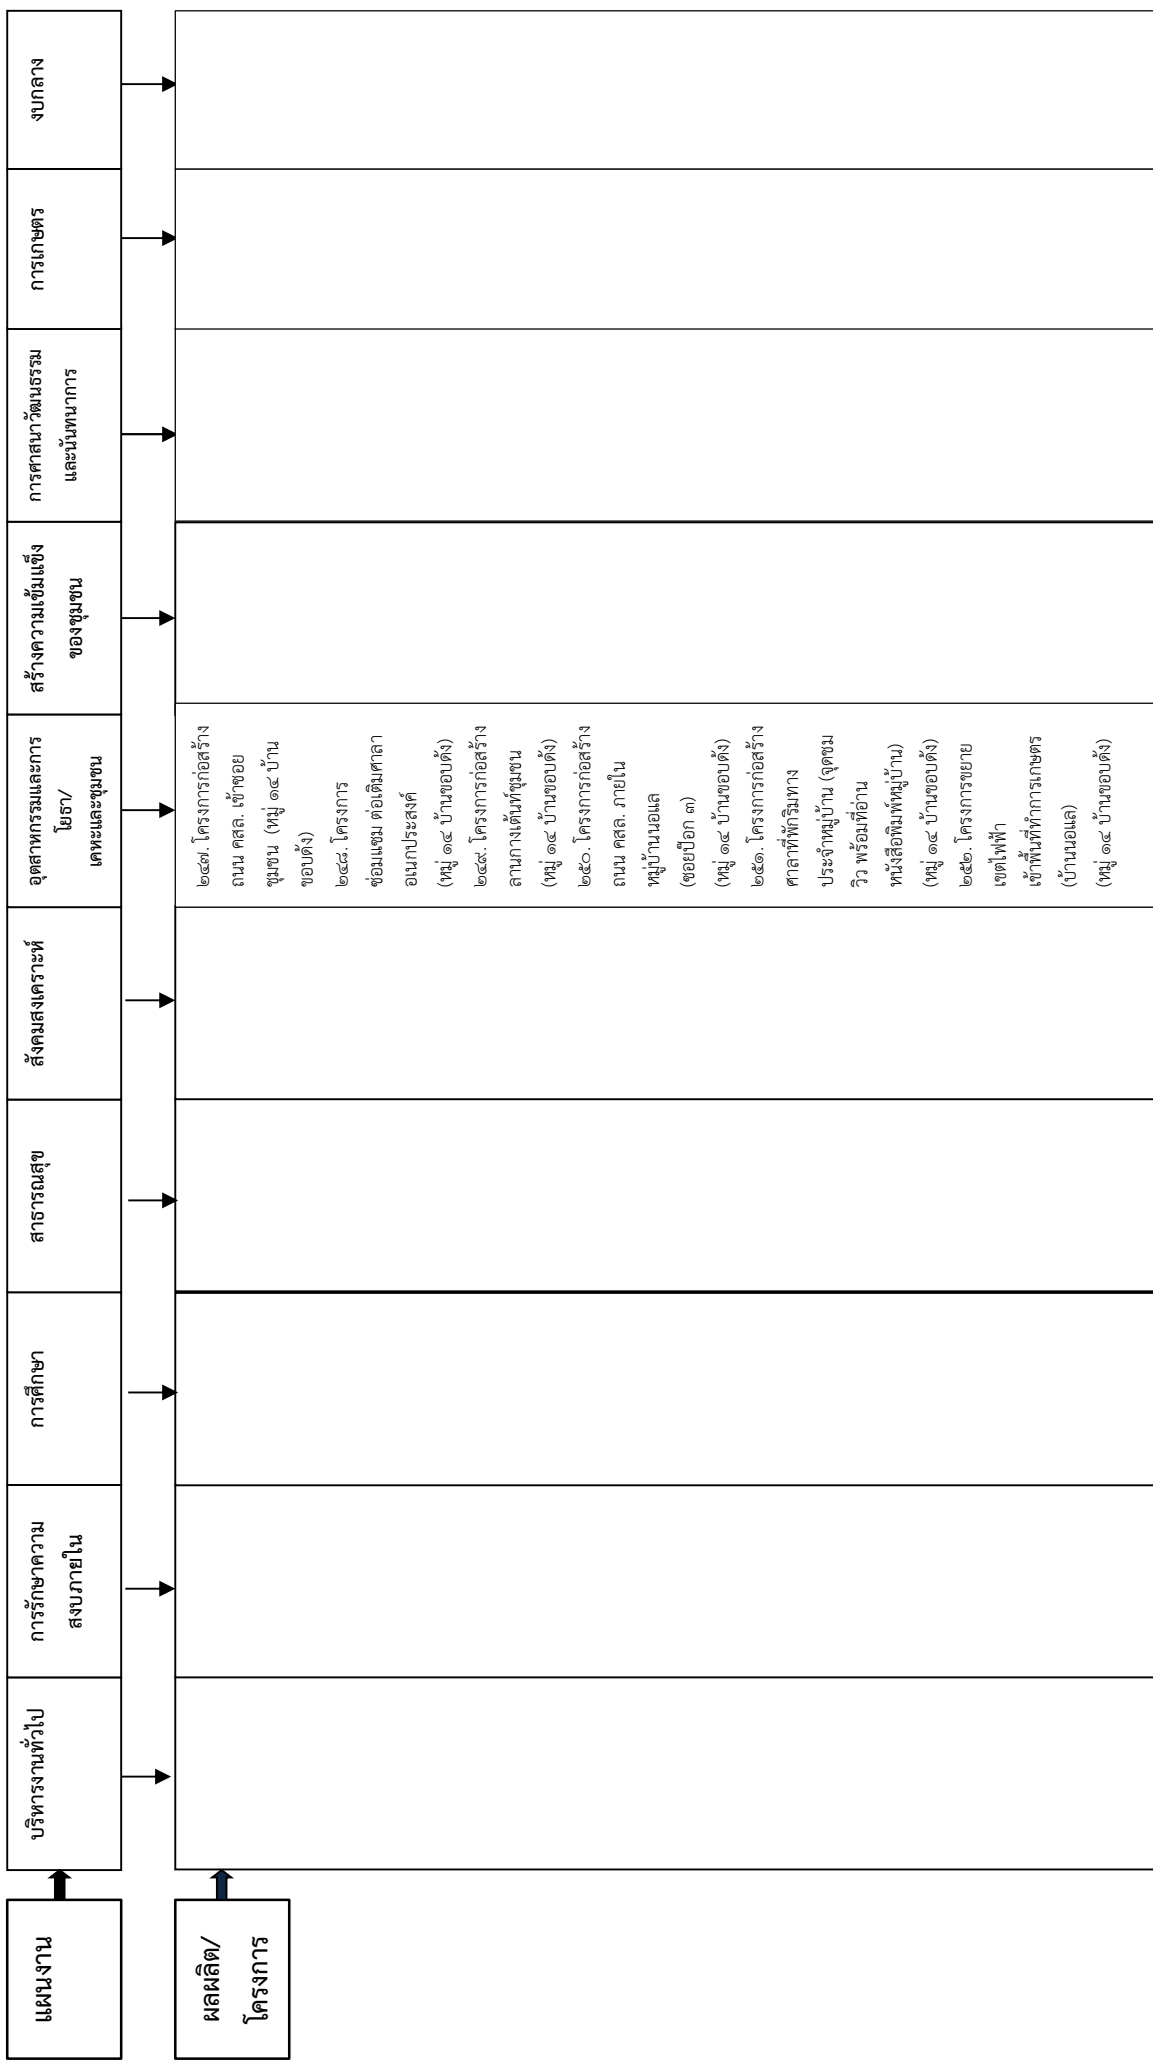 แผนงาน
บริหารงานทั่วไป
การรักษาความ
สงบภายใน
การศึกษา
สาธารณสุข
สังคมสงเคราะห์
อุตสาหกรรมและการ
โยธา/
เคหะและชุมชน
สร้างความเข้มแข็ง
ของชุมชน
การศาสนาวัฒนธรรม
และนันทนาการ
การเกษตร
งบกลาง
ผลผลิต/
โครงการ
๒๔๗. โครงการก่อสร้าง
ถนน คสล. เข้าซอย
ชุมชน (หมู่ ๑๔ บ้าน
ขอบด้ง)
๒๔๘. โครงการ
ซ่อมแซม ต่อเติมศาลา
อเนกประสงค์
(หมู่ ๑๔ บ้านขอบด้ง)
๒๔๙. โครงการก่อสร้าง
ลานกางเต้นท์ชุมชน
(หมู่ ๑๔ บ้านขอบด้ง)
๒๕๐. โครงการก่อสร้าง
ถนน คสล. ภายใน
หมู่บ้านนอแล
(ซอยป๊อก ๓)
(หมู่ ๑๔ บ้านขอบด้ง)
๒๕๑. โครงการก่อสร้าง
ศาลาที่พักริมทาง
ประจำหมู่บ้าน (จุดชม
วิว พร้อมที่อ่าน
หนังสือพิมพ์หมู่บ้าน)
(หมู่ ๑๔ บ้านขอบด้ง)
๒๕๒. โครงการขยาย
เขตไฟฟ้า
เข้าพื้นที่ทำการเกษตร
(บ้านนอแล)
(หมู่ ๑๔ บ้านขอบด้ง)